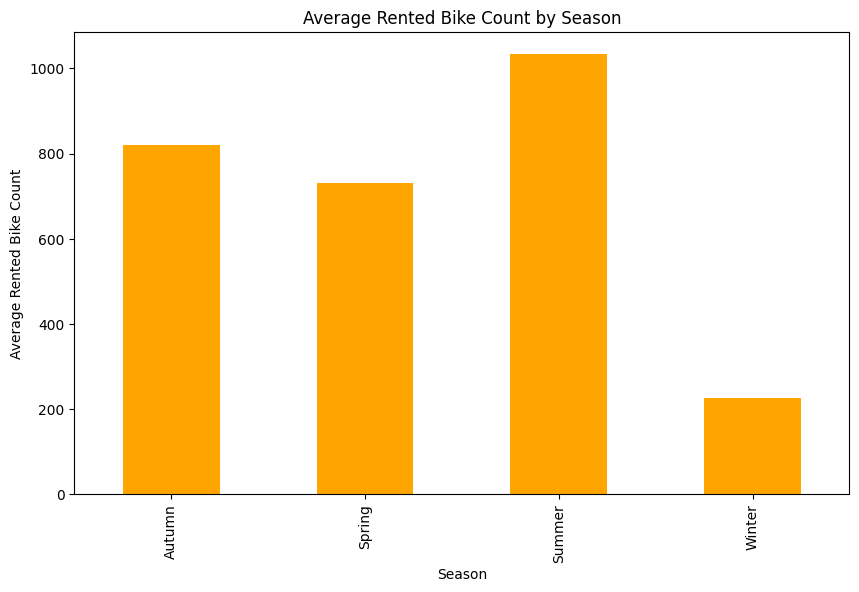 Average Rented Bike Count by Season
Average Rented Bike Count
1000
800
600
400
200
0
Autumn
Spring
Summer
Winter
Season